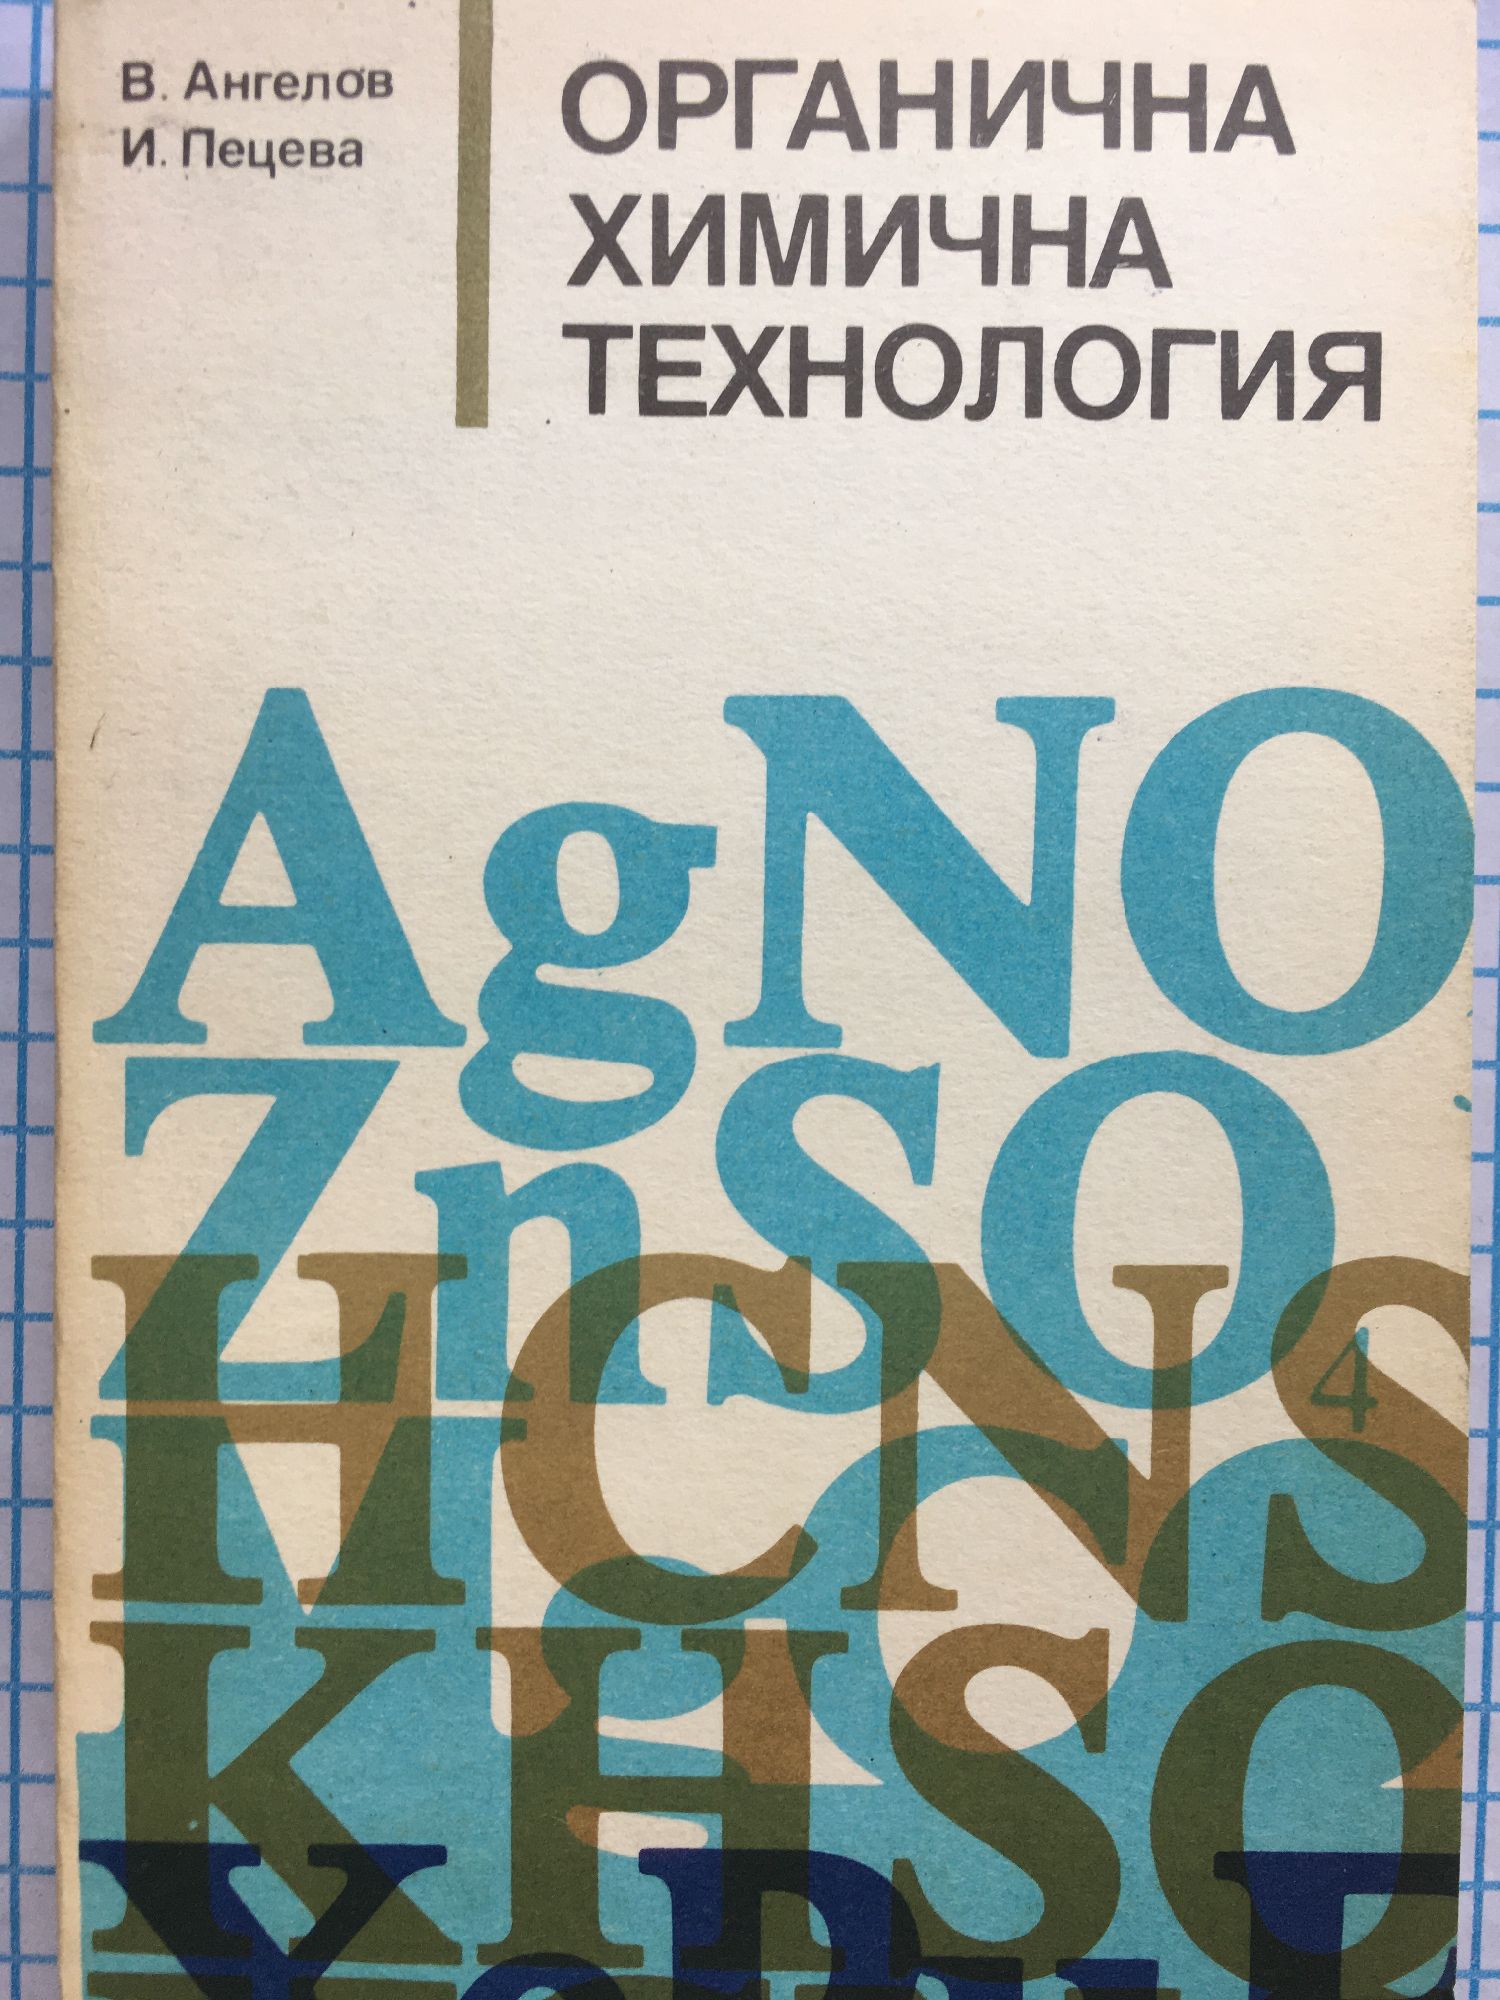 В. Ангелов
И. Пецева
ОРГАНИЧНА
ХИМИЧНА
ТЕХНОЛОГИЯ
AgNO
ZnSO
HCNS
4
KHSO